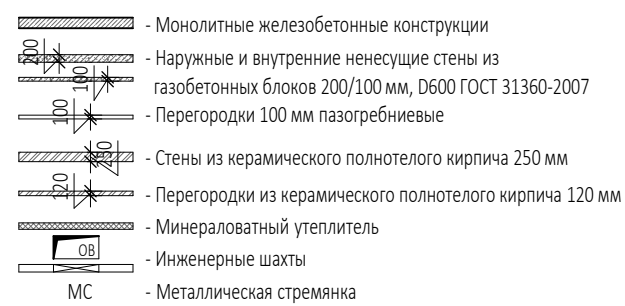 - Монолитные железобетонные конструкции
200 - Наружные и внутренние ненесущие стены из
100 газобетонных блоков 200/100 мм, D600 ГОСТ 31360-2007
100 - Перегородки 100 мм пазогребниевые
250 - Стены из керамического полнотелого кирпича 250 мм
120 - Перегородки из керамического полнотелого кирпича 120 мм
- Минераловатный утеплитель
ОВ - Инженерные шахты
МС - Металлическая стремянка